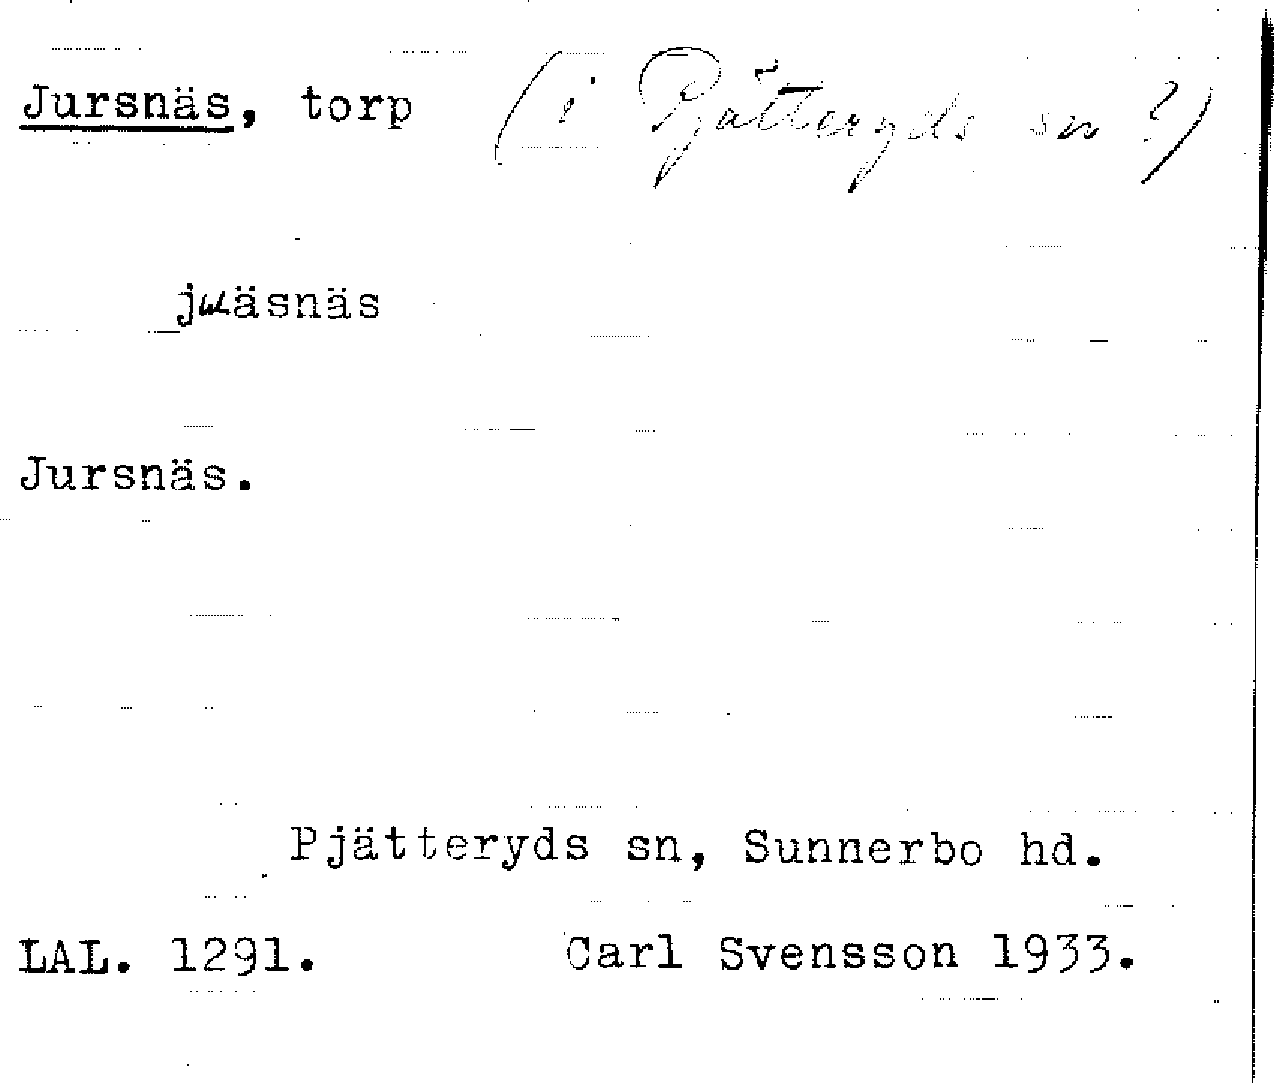 Jursnäs, torp (i Pjätteryds sn ?)
juäsnäs
Jursnäs.
Pjätteryds sn, Sunnerbo hd.
LAL. 1291. Carl Svensson 1933.